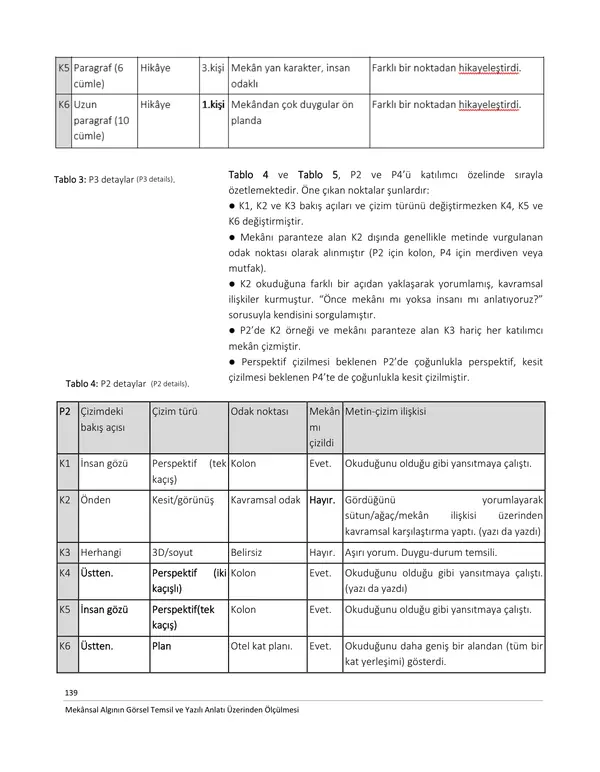 K5 Paragraf (6 Hikâye 3.kişi Mekân yan karakter, insan Farklı bir noktadan hikayeleştirdi.
cümle) odaklı
K6 Uzun Hikâye 1.kişi Mekândan çok duygular ön Farklı bir noktadan hikayeleştirdi.
paragraf (10 planda
cümle)
Tablo 3: P3 detaylar (P3 details).
Tablo 4 ve Tablo 5, P2 ve P4’ü katılımcı özelinde sırayla
özetlemektedir. Öne çıkan noktalar şunlardır:
● K1, K2 ve K3 bakış açıları ve çizim türünü değiştirmezken K4, K5 ve
K6 değiştirmiştir.
● Mekânı paranteze alan K2 dışında genellikle metinde vurgulanan
odak noktası olarak alınmıştır (P2 için kolon, P4 için merdiven veya
mutfak).
● K2 okuduğuna farklı bir açıdan yaklaşarak yorumlamış, kavramsal
ilişkiler kurmuştur. “Önce mekânı mı yoksa insanı mı anlatıyoruz?”
sorusuyla kendisini sorgulamıştır.
● P2’de K2 örneği ve mekânı paranteze alan K3 hariç her katılımcı
mekân çizmiştir.
● Perspektif çizilmesi beklenen P2’de çoğunlukla perspektif, kesit
çizilmesi beklenen P4’te de çoğunlukla kesit çizilmiştir.
Tablo 4: P2 detaylar (P2 details).
P2 Çizimdeki Çizim türü Odak noktası Mekân Metin-çizim ilişkisi
bakış açısı mı
çizildi
K1 İnsan gözü Perspektif (tek Kolon Evet. Okuduğunu olduğu gibi yansıtmaya çalıştı.
kaçış)
K2 Önden Kesit/görünüş Kavramsal odak Hayır. Gördüğünü yorumlayarak
sütun/ağaç/mekân ilişkisi üzerinden
kavramsal karşılaştırma yaptı. (yazı da yazdı)
K3 Herhangi 3D/soyut Belirsiz Hayır. Aşırı yorum. Duygu-durum temsili.
K4 Üstten. Perspektif (iki Kolon Evet. Okuduğunu olduğu gibi yansıtmaya çalıştı.
kaçışlı) (yazı da yazdı)
K5 İnsan gözü Perspektif(tek Kolon Evet. Okuduğunu olduğu gibi yansıtmaya çalıştı.
kaçış)
K6 Üstten. Plan Otel kat planı. Evet. Okuduğunu daha geniş bir alandan (tüm bir
kat yerleşimi) gösterdi.
139
Mekânsal Algının Görsel Temsil ve Yazılı Anlatı Üzerinden Ölçülmesi